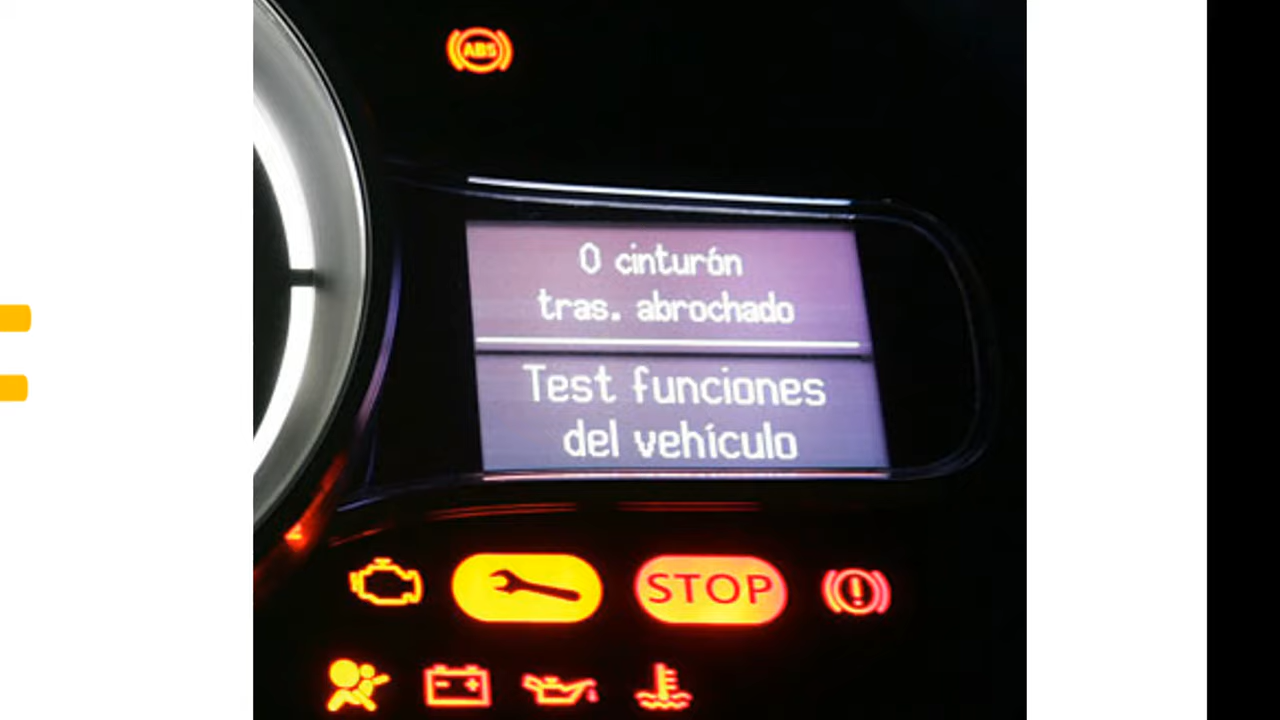 ABS
0 cinturón
tras. abrochado
Test funciones
del vehículo
STOP